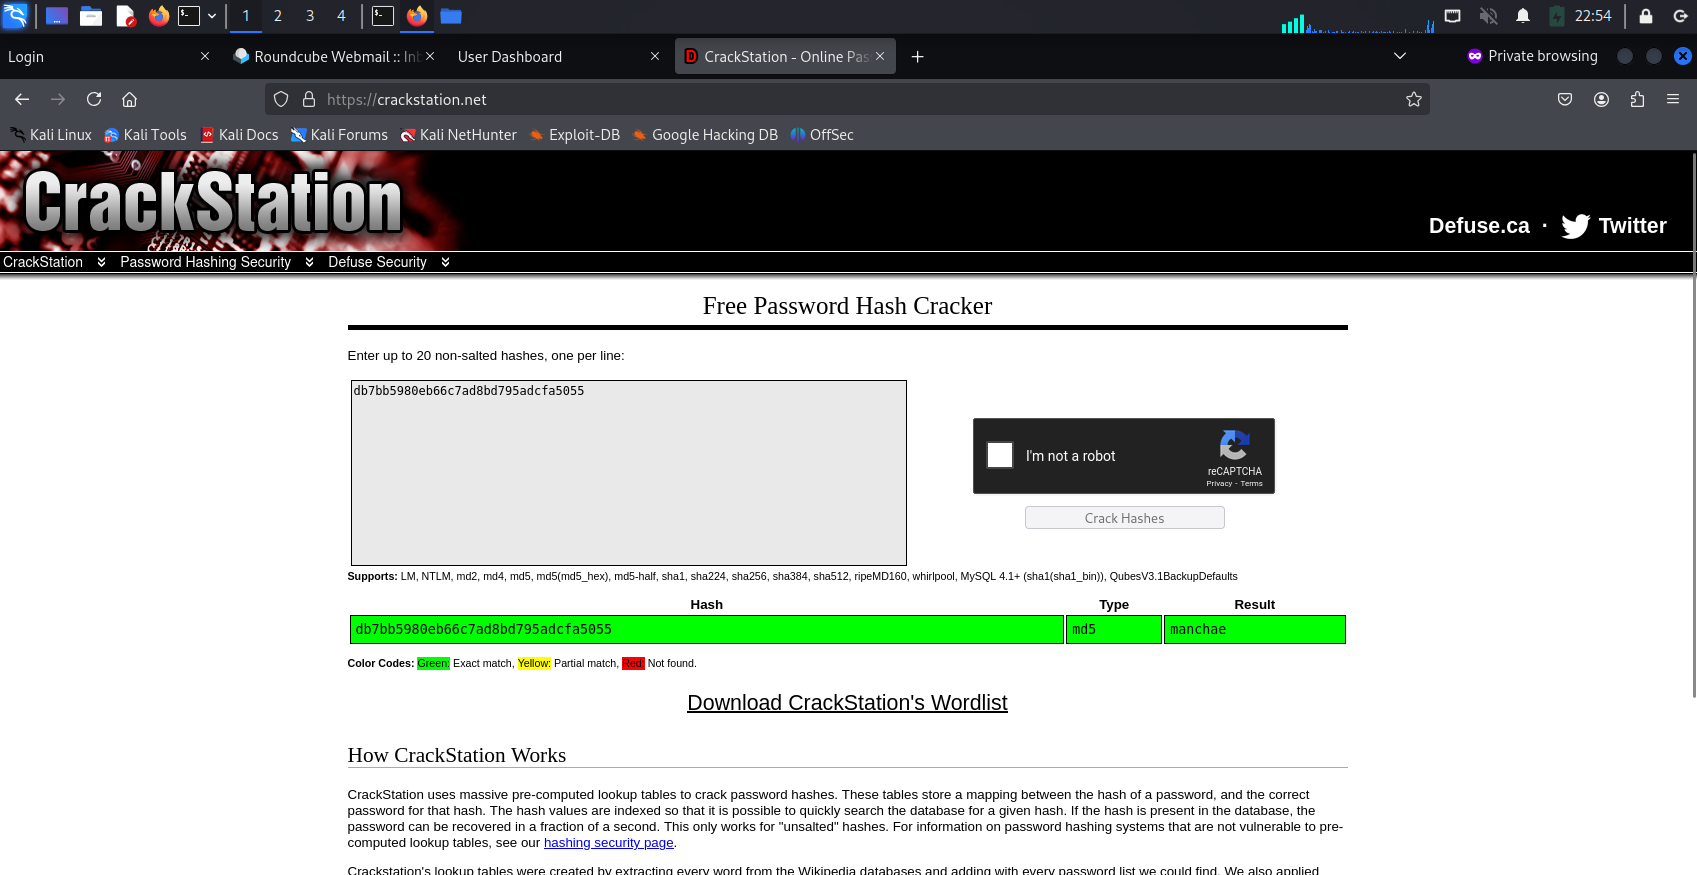 1 2 3 4 22:54
Login Roundcube Webmail :: Inb User Dashboard CrackStation - Online Pas Private browsing
https://crackstation.net
Kali Linux Kali Tools Kali Docs Kali Forums Kali NetHunter Exploit-DB Google Hacking DB OffSec
CrackStation
Defuse.ca · Twitter
CrackStation Password Hashing Security Defuse Security
Free Password Hash Cracker
Enter up to 20 non-salted hashes, one per line:
db7bb5980eb66c7ad8bd795adcfa5055
I'm not a robot
reCAPTCHA
Privacy - Terms
Crack Hashes
Supports: LM, NTLM, md2, md4, md5, md5(md5_hex), md5-half, sha1, sha224, sha256, sha384, sha512, ripeMD160, whirlpool, MySQL 4.1+ (sha1(sha1_bin)), QubesV3.1BackupDefaults
Hash Type Result
db7bb5980eb66c7ad8bd795adcfa5055 md5 manchae
Color Codes: Green: Exact match, Yellow: Partial match, Red: Not found.
Download CrackStation's Wordlist
How CrackStation Works
CrackStation uses massive pre-computed lookup tables to crack password hashes. These tables store a mapping between the hash of a password, and the correct
password for that hash. The hash values are indexed so that it is possible to quickly search the database for a given hash. If the hash is present in the database, the
password can be recovered in a fraction of a second. This only works for "unsalted" hashes. For information on password hashing systems that are not vulnerable to pre-
computed lookup tables, see our hashing security page.
Crackstation's lookup tables were created by extracting every word from the Wikipedia databases and adding with every password list we could find. We also applied